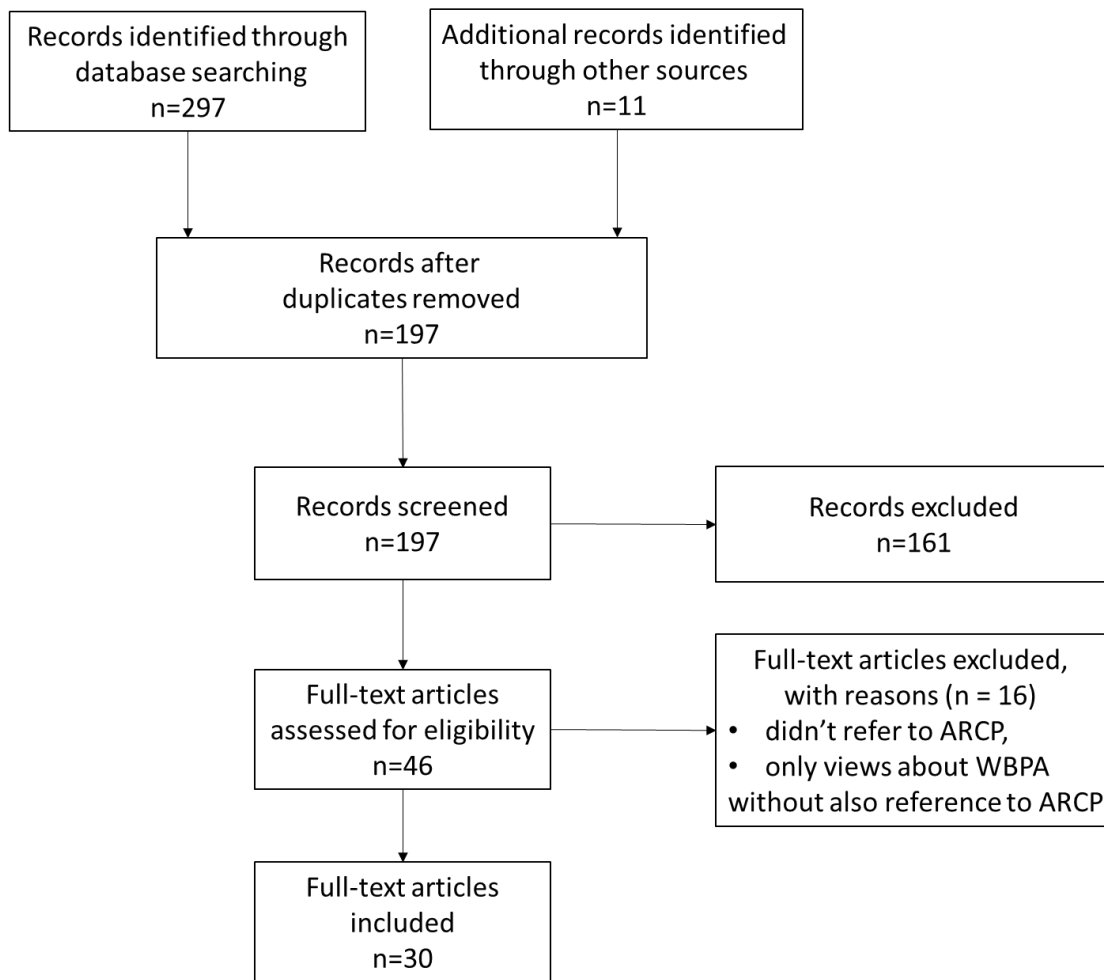 Records identified through
database searching
n=297
Additional records identified
through other sources
n=11
Records after
duplicates removed
n=197
Records screened
n=197
Records excluded
n=161
Full-text articles
assessed for eligibility
n=46
Full-text articles excluded,
with reasons (n = 16)
• didn't refer to ARCP,
• only views about WBPA
without also reference to ARCP
Full-text articles
included
n=30